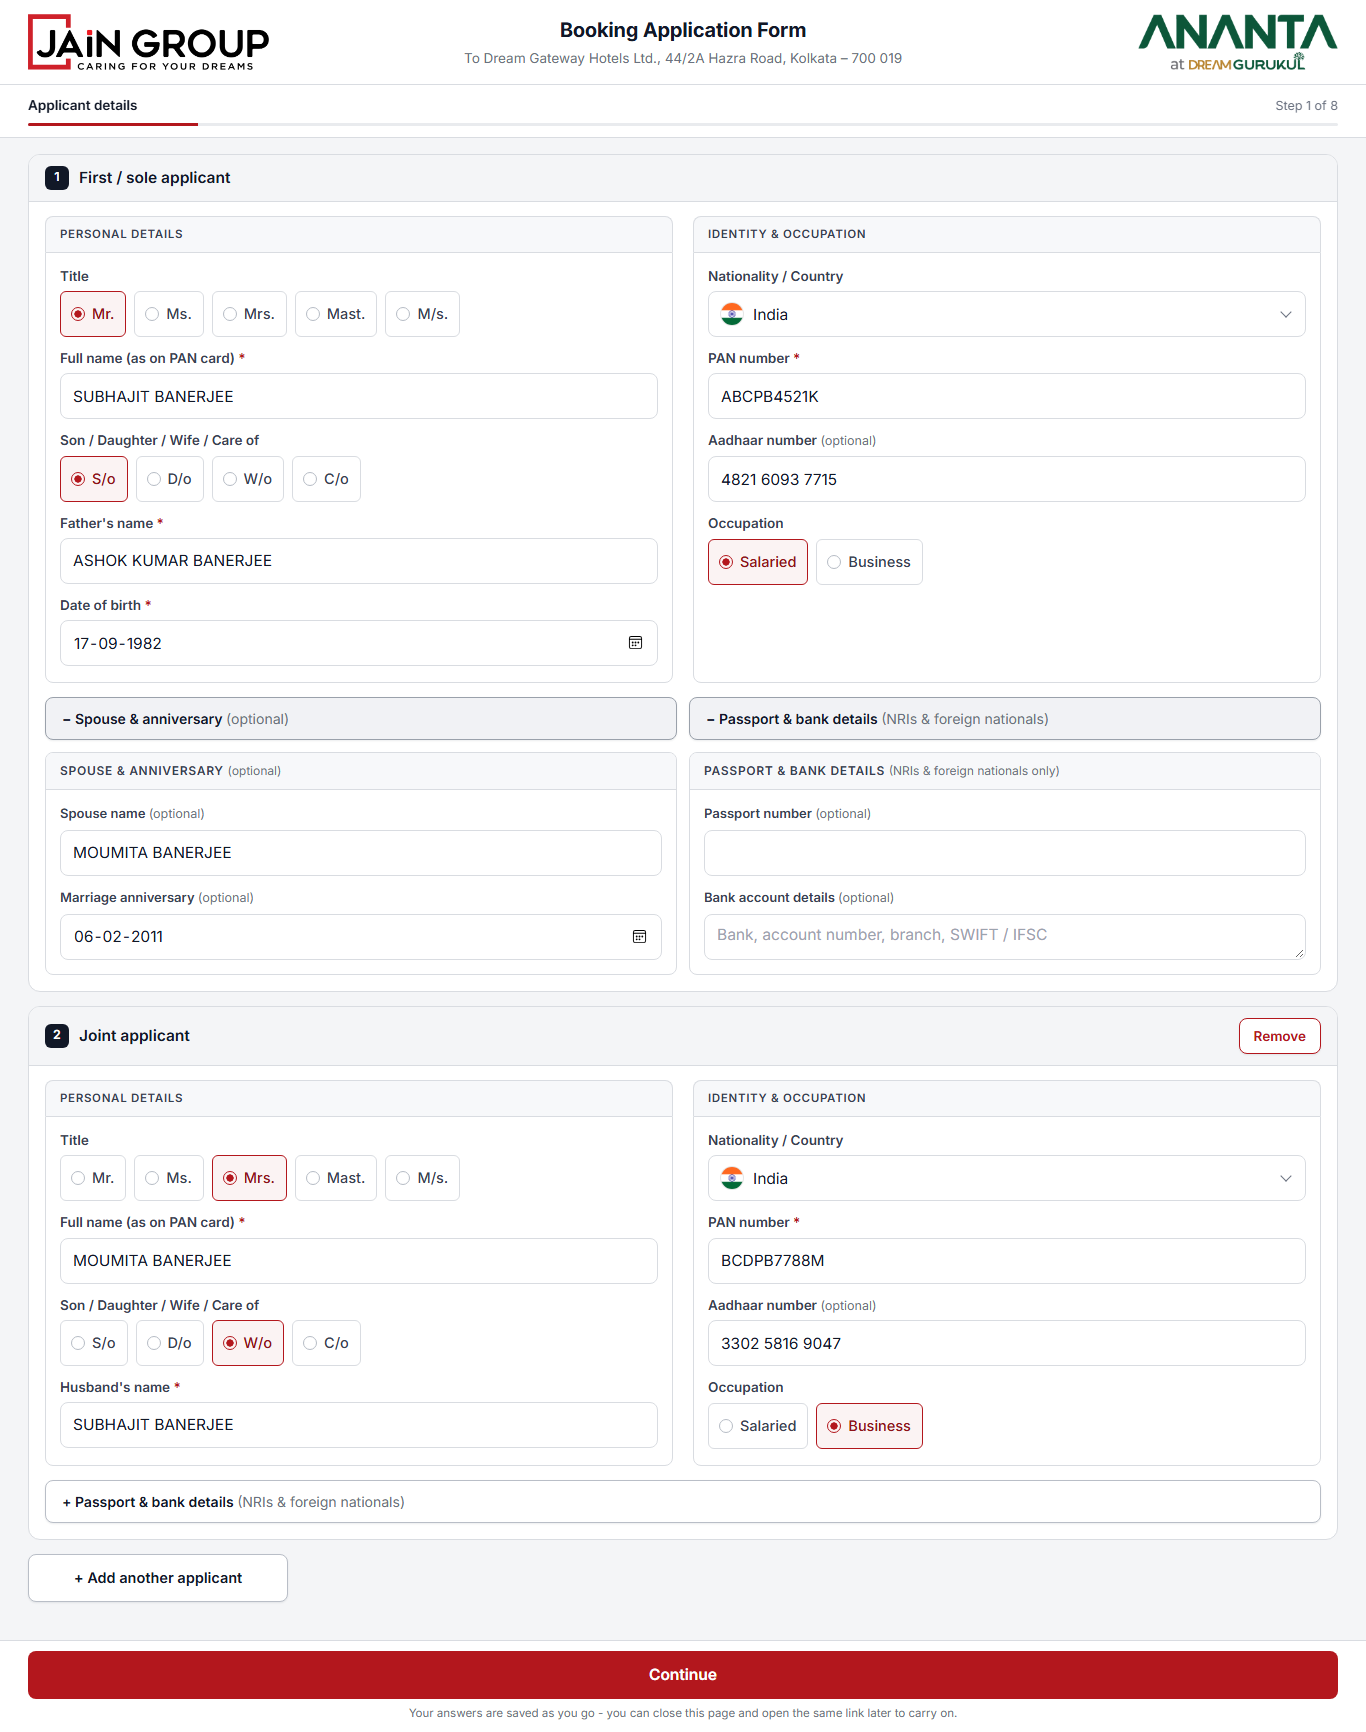 JAiN GROUP
CARING FOR YOUR DREAMS
Booking Application Form
To Dream Gateway Hotels Ltd., 44/2A Hazra Road, Kolkata – 700 019
ANANTA
at DREAM GURUKUL
Applicant details
Step 1 of 8
1 First / sole applicant
PERSONAL DETAILS
Title
Mr. Ms. Mrs. Mast. M/s.
Full name (as on PAN card) *
SUBHAJIT BANERJEE
Son / Daughter / Wife / Care of
S/o D/o W/o C/o
Father's name *
ASHOK KUMAR BANERJEE
Date of birth *
17-09-1982
IDENTITY & OCCUPATION
Nationality / Country
India
PAN number *
ABCPB4521K
Aadhaar number (optional)
4821 6093 7715
Occupation
Salaried Business
– Spouse & anniversary (optional)
– Passport & bank details (NRIs & foreign nationals)
SPOUSE & ANNIVERSARY (optional)
Spouse name (optional)
MOUMITA BANERJEE
Marriage anniversary (optional)
06-02-2011
PASSPORT & BANK DETAILS (NRIs & foreign nationals only)
Passport number (optional)
Bank account details (optional)
Bank, account number, branch, SWIFT / IFSC
2 Joint applicant
Remove
PERSONAL DETAILS
Title
Mr. Ms. Mrs. Mast. M/s.
Full name (as on PAN card) *
MOUMITA BANERJEE
Son / Daughter / Wife / Care of
S/o D/o W/o C/o
Husband's name *
SUBHAJIT BANERJEE
IDENTITY & OCCUPATION
Nationality / Country
India
PAN number *
BCDPB7788M
Aadhaar number (optional)
3302 5816 9047
Occupation
Salaried Business
+ Passport & bank details (NRIs & foreign nationals)
+ Add another applicant
Continue
Your answers are saved as you go - you can close this page and open the same link later to carry on.